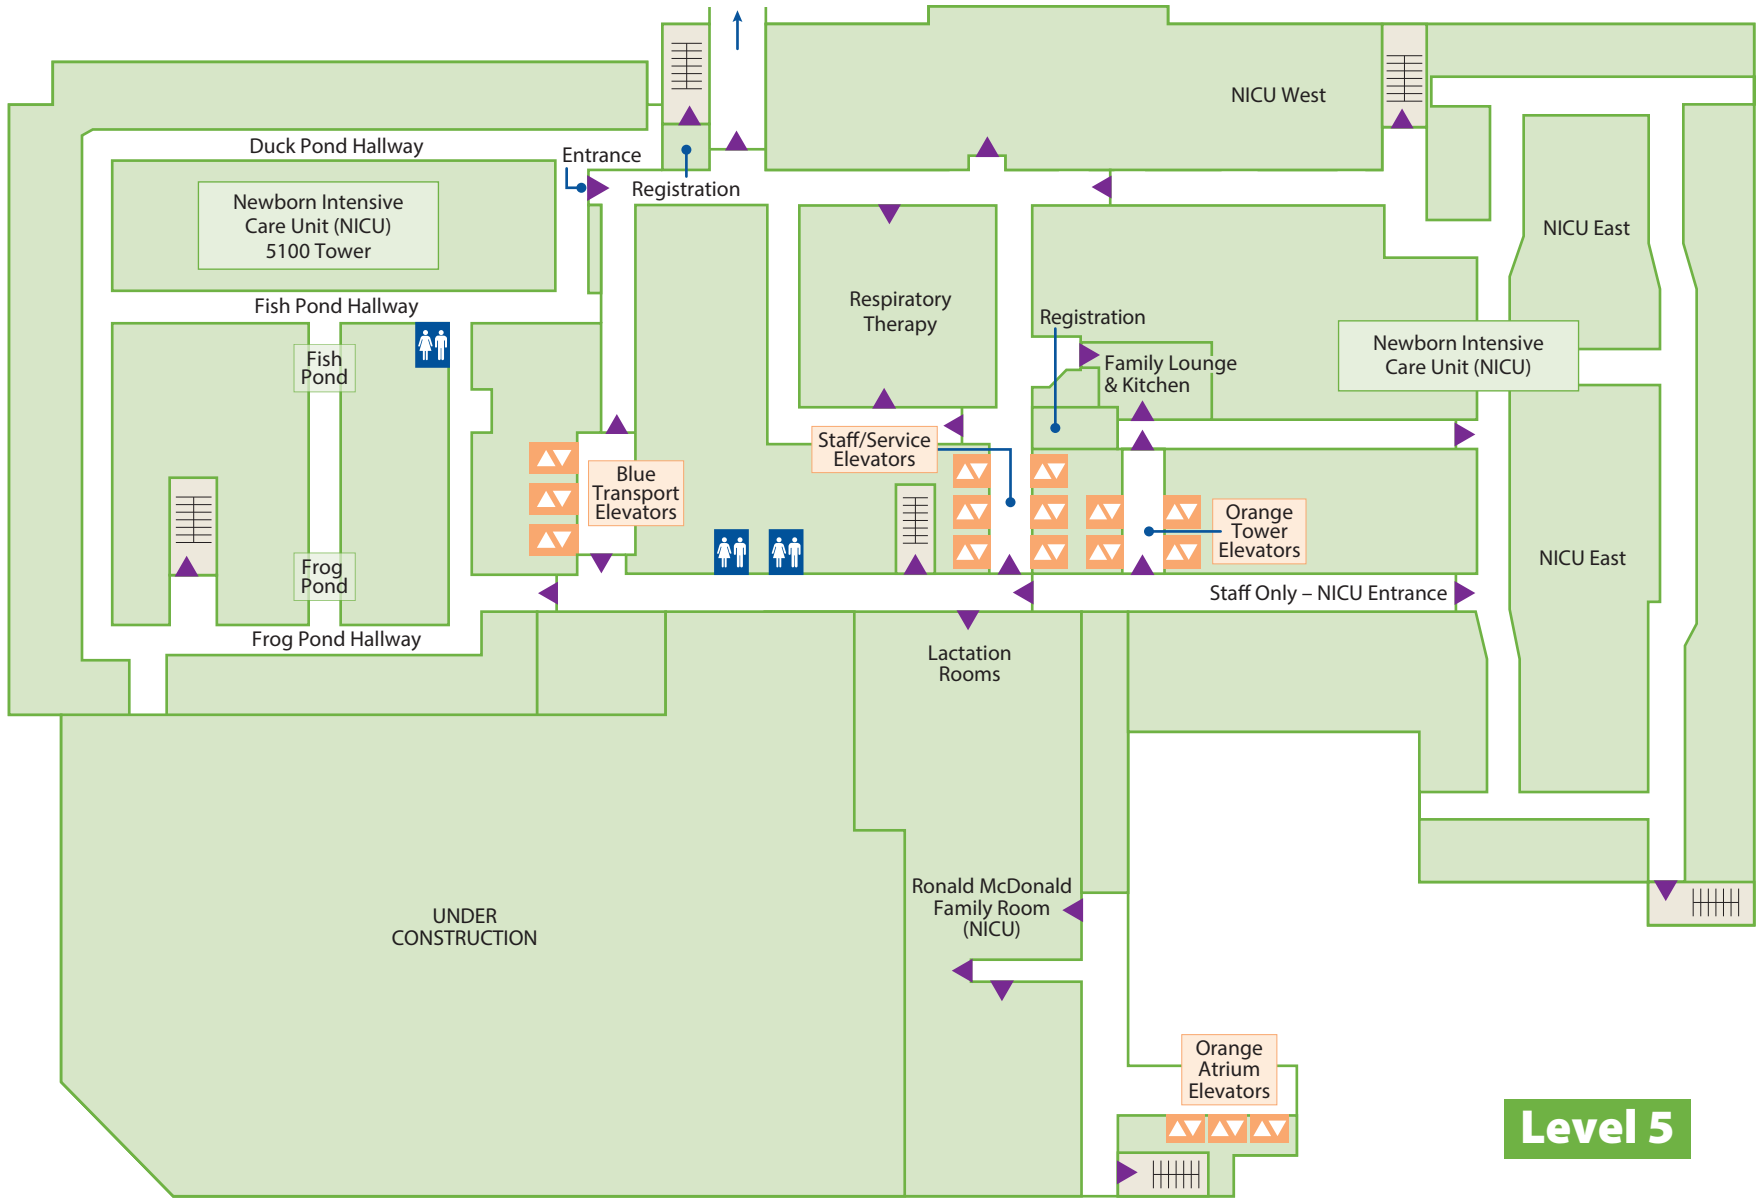 NICU West
Duck Pond Hallway
Entrance
Registration
Newborn Intensive
Care Unit (NICU)
5100 Tower
NICU East
Fish Pond Hallway
Respiratory
Therapy
Registration
Fish
Pond
Family Lounge
& Kitchen
Newborn Intensive
Care Unit (NICU)
Staff/Service
Elevators
Blue
Transport
Elevators
Orange
Tower
Elevators
NICU East
Frog
Pond
Staff Only – NICU Entrance
Frog Pond Hallway
Lactation
Rooms
Ronald McDonald
Family Room
(NICU)
UNDER
CONSTRUCTION
Orange
Atrium
Elevators
Level 5